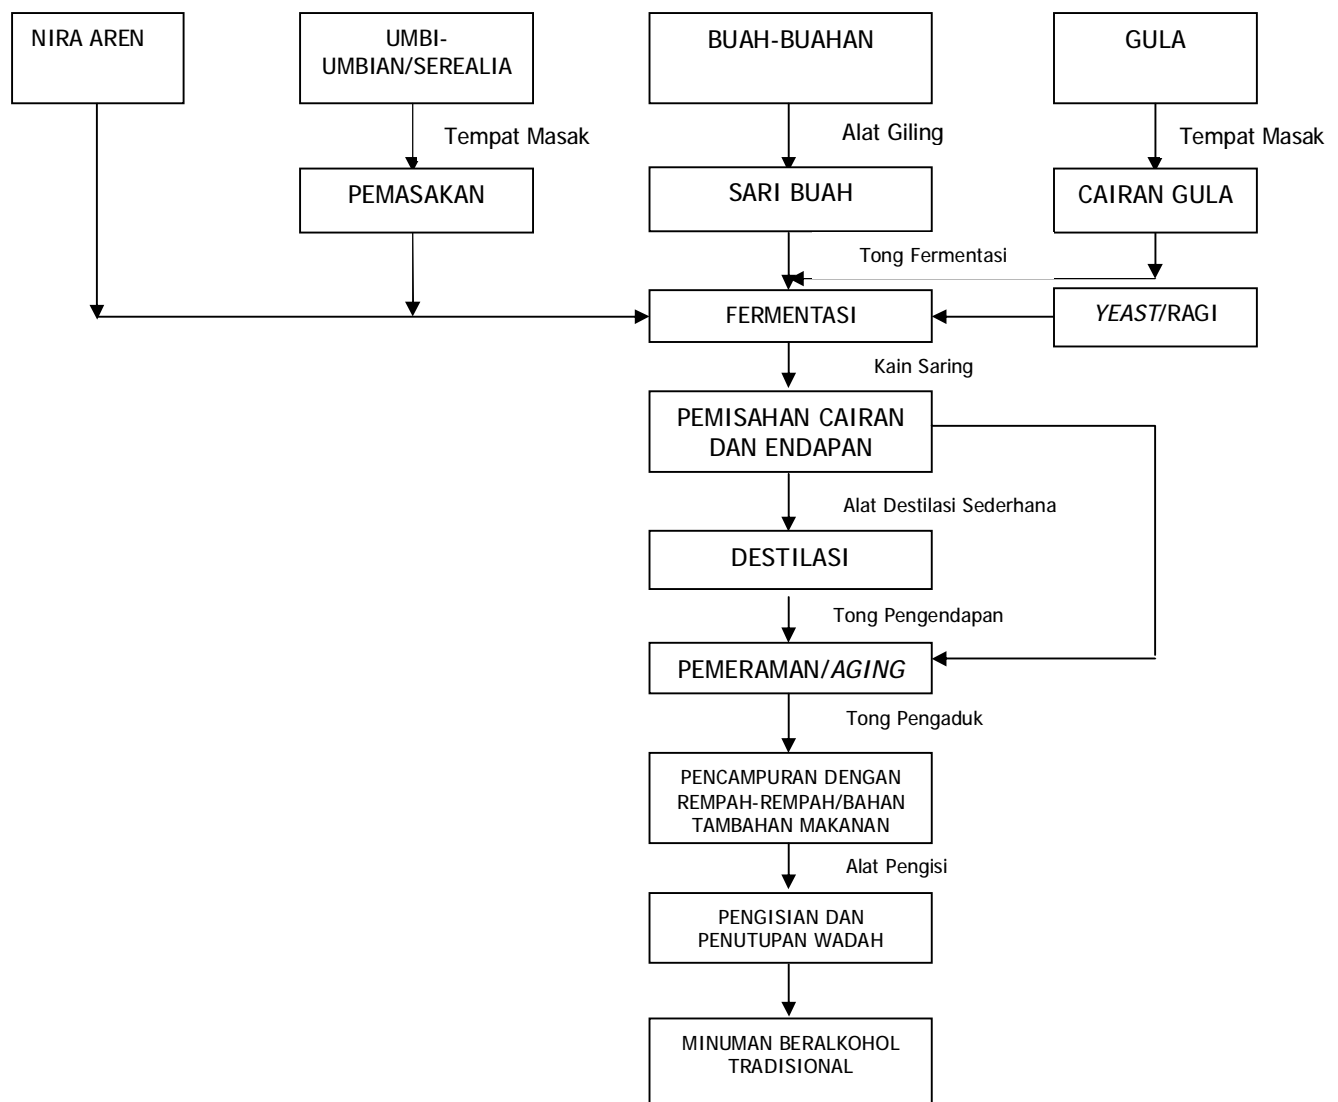 NIRA AREN
UMBI-
UMBIAN/SEREALIA
BUAH-BUAHAN
GULA
Tempat Masak
Alat Giling
Tempat Masak
PEMASAKAN
SARI BUAH
CAIRAN GULA
Tong Fermentasi
FERMENTASI
YEAST/RAGI
Kain Saring
PEMISAHAN CAIRAN
DAN ENDAPAN
Alat Destilasi Sederhana
DESTILASI
Tong Pengendapan
PEMERAMAN/AGING
Tong Pengaduk
PENCAMPURAN DENGAN
REMPAH-REMPAH/BAHAN
TAMBAHAN MAKANAN
Alat Pengisi
PENGISIAN DAN
PENUTUPAN WADAH
MINUMAN BERALKOHOL
TRADISIONAL